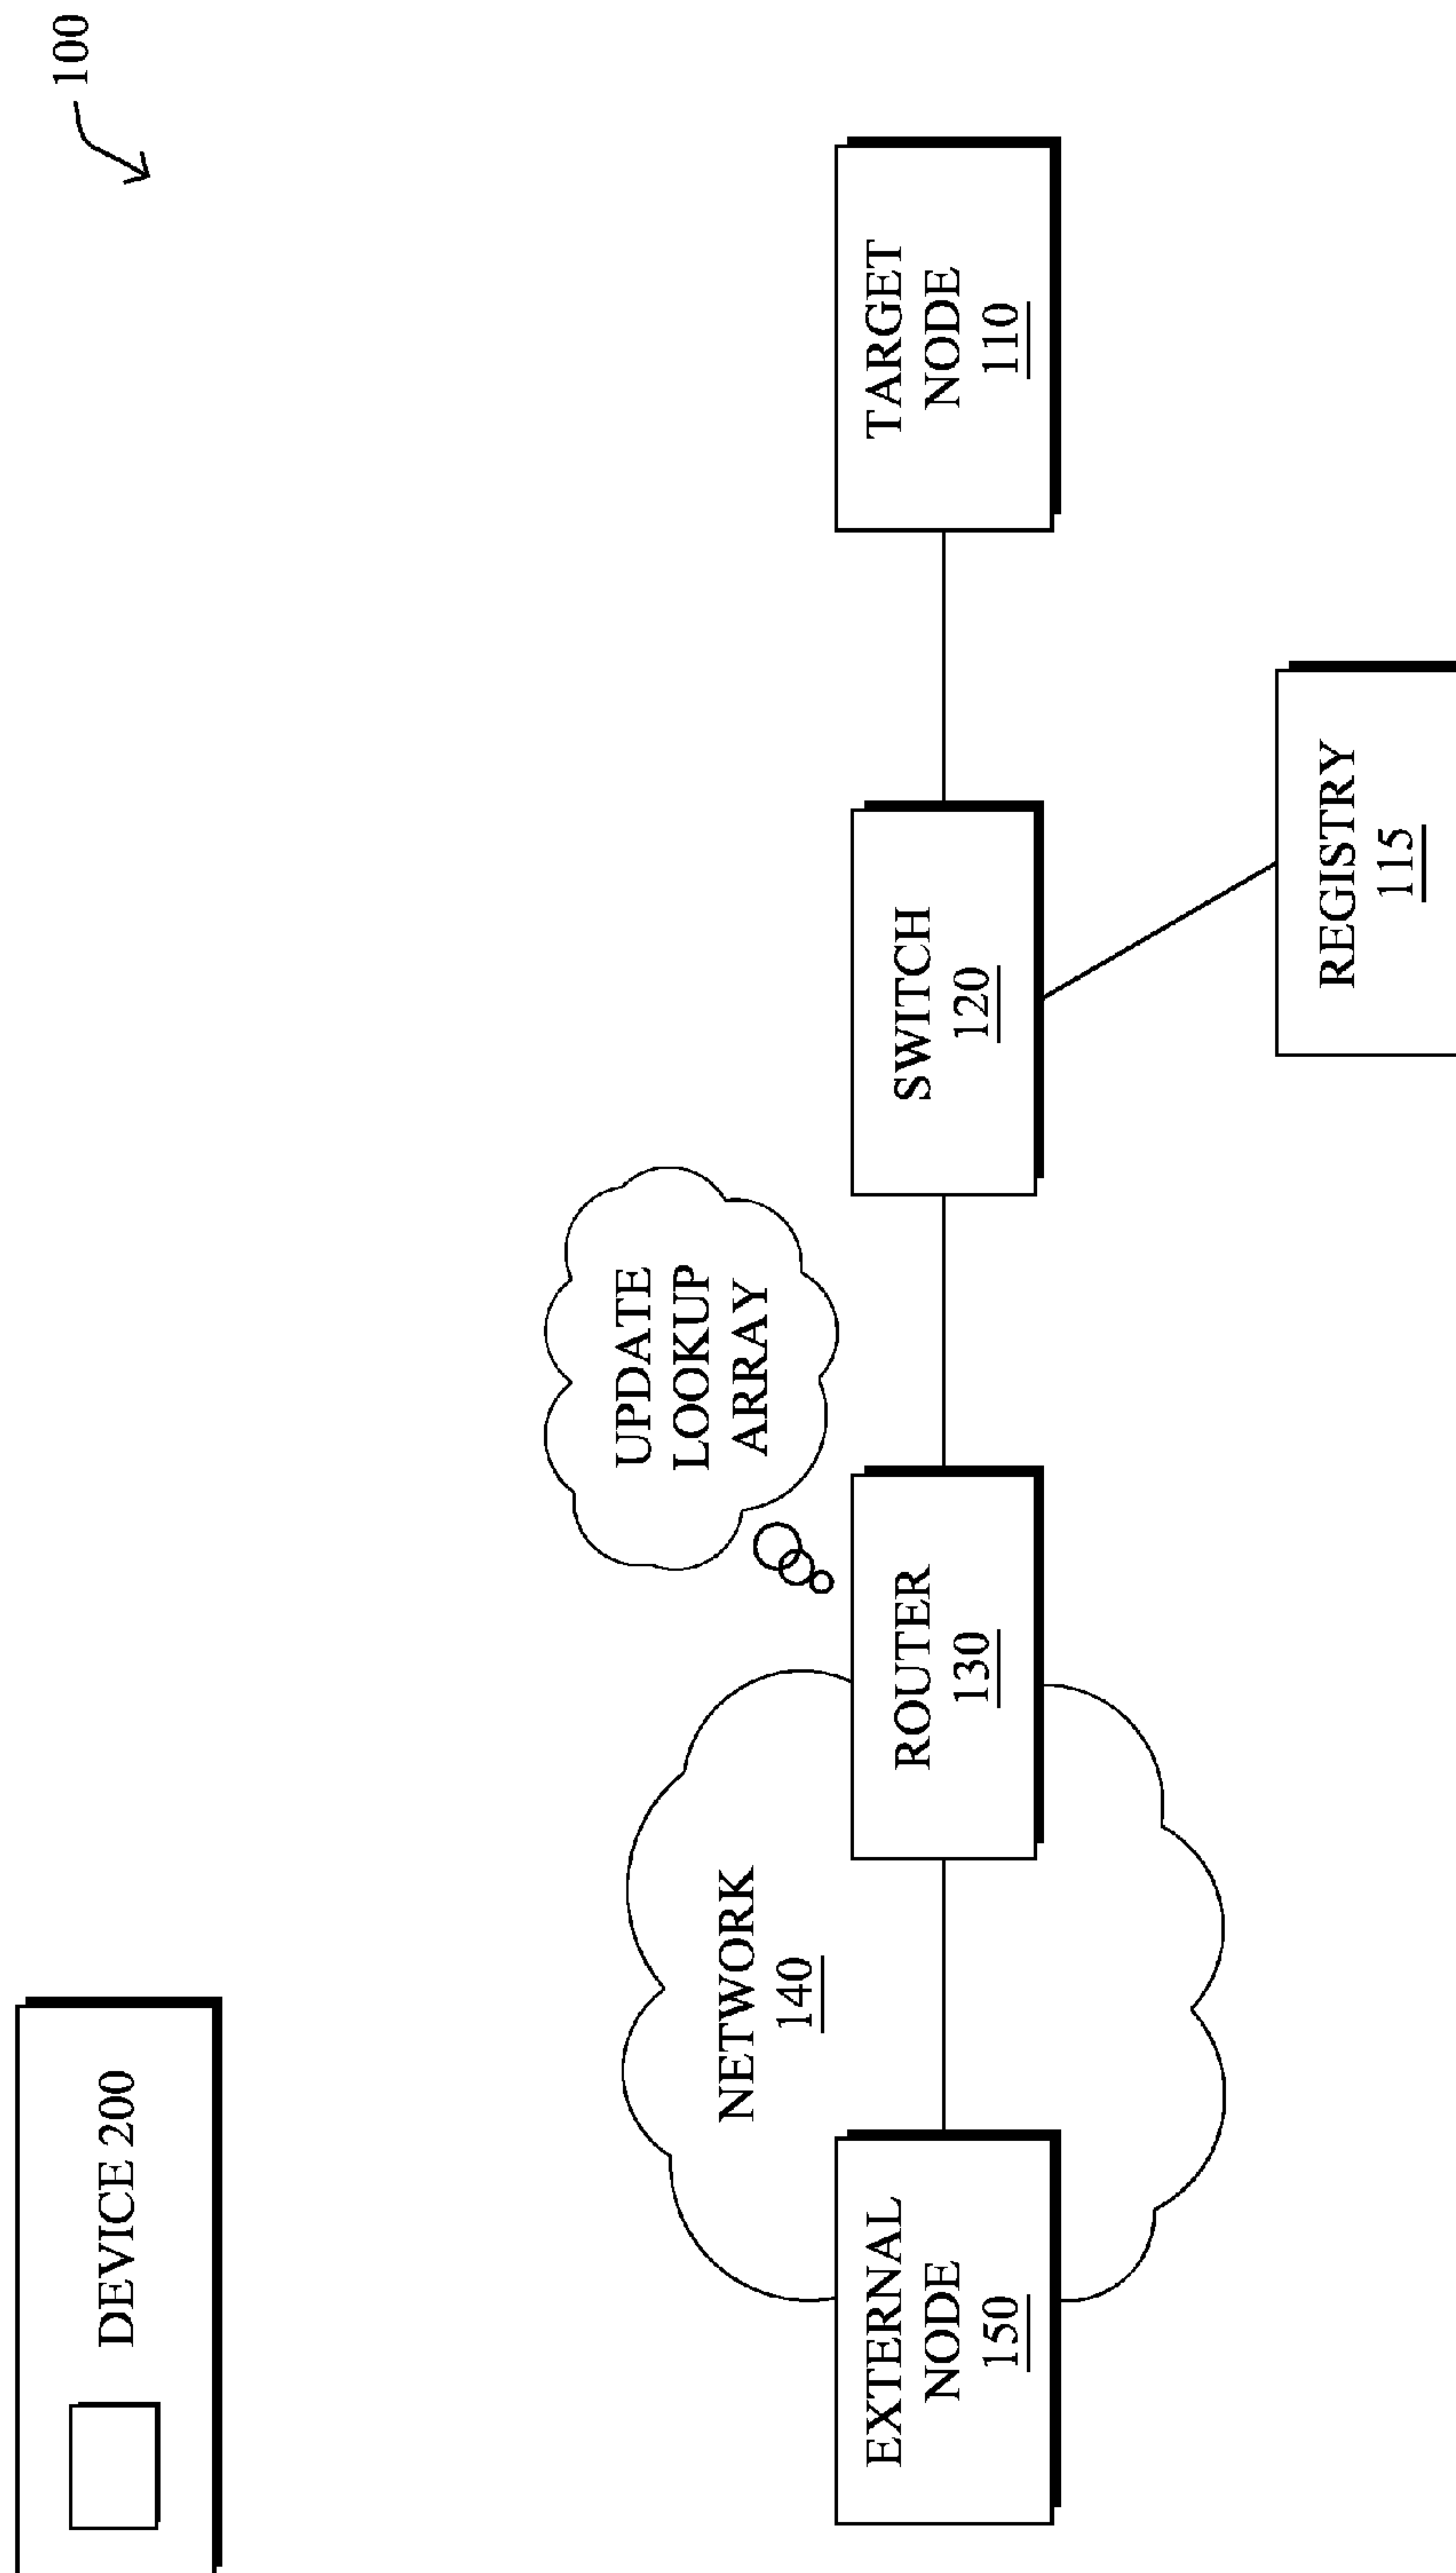 100
DEVICE 200
UPDATE
LOOKUP
ARRAY
NETWORK
140
EXTERNAL
NODE
150
ROUTER
130
SWITCH
120
TARGET
NODE
110
REGISTRY
115